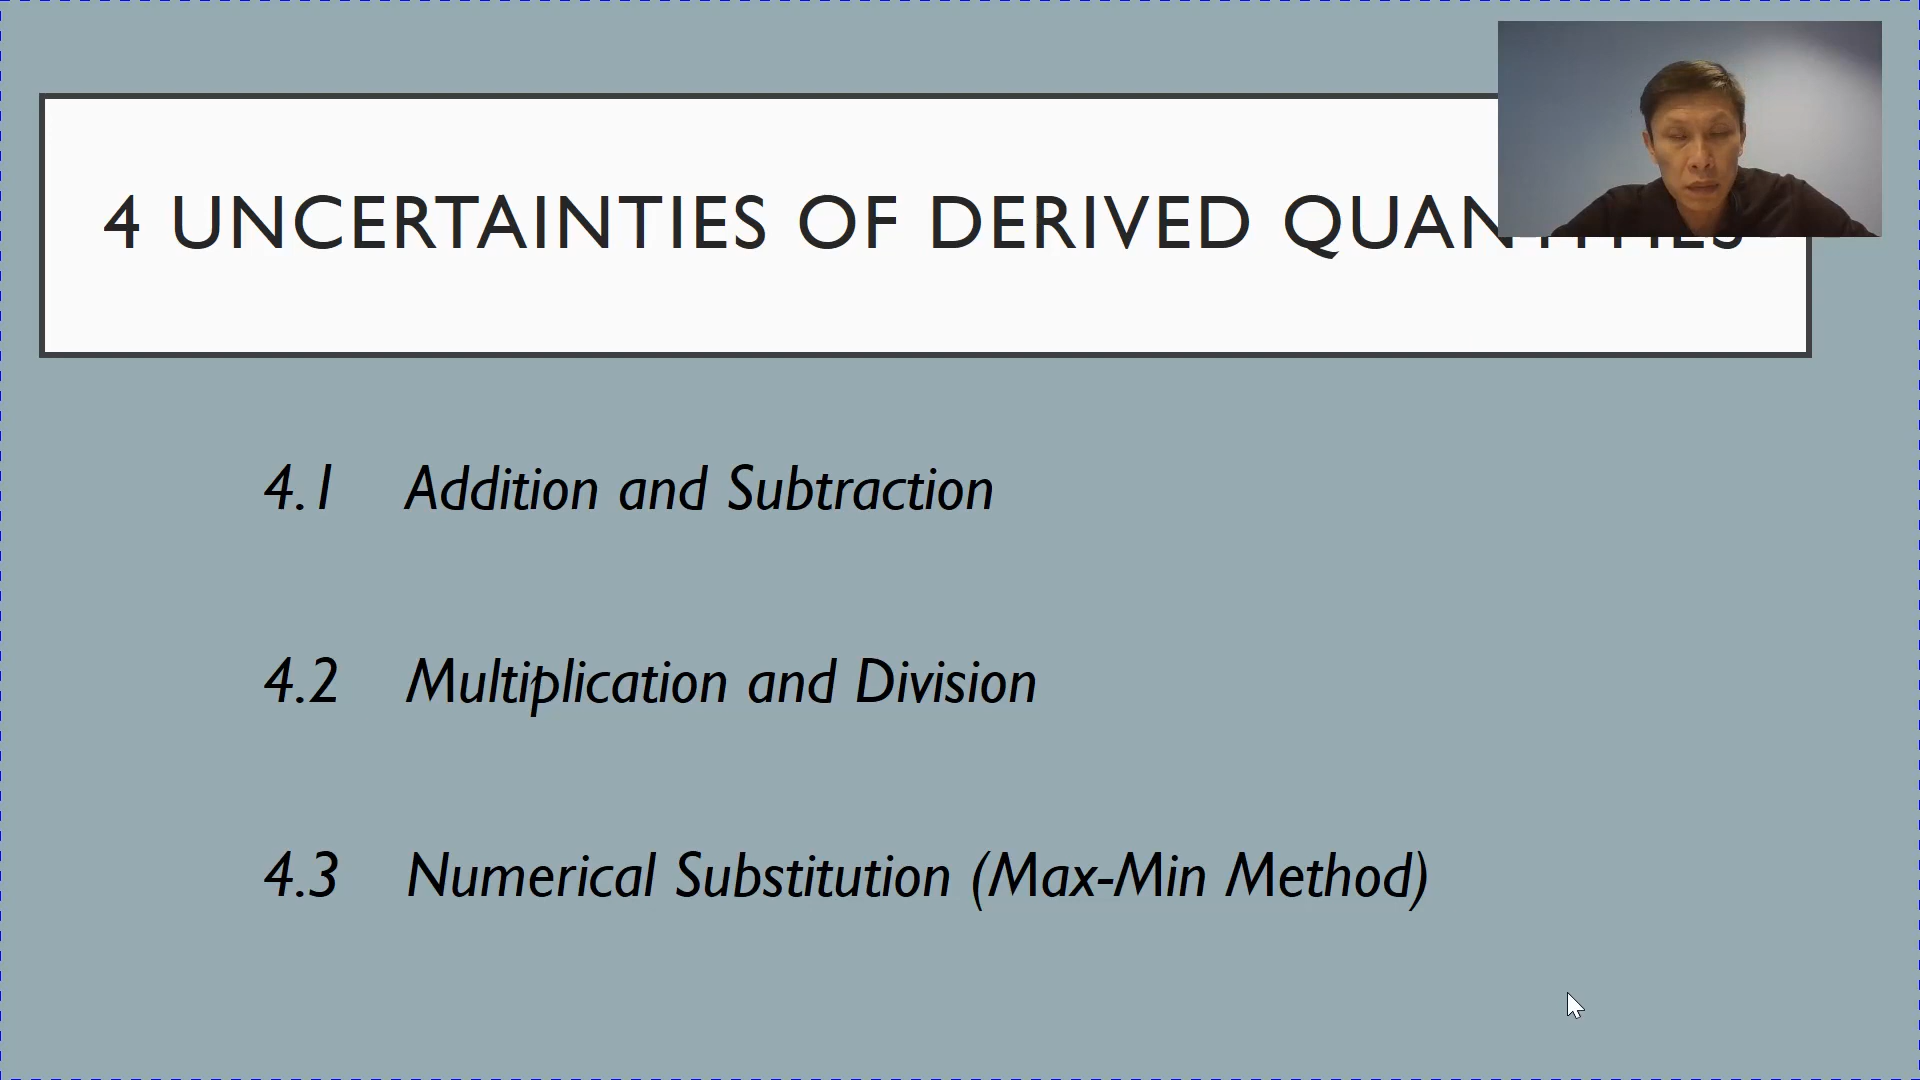 4 UNCERTAINTIES OF DERIVED
4.1 Addition and Subtraction
4.2 Multiplication and Division
4.3 Numerical Substitution (Max-Min Method)